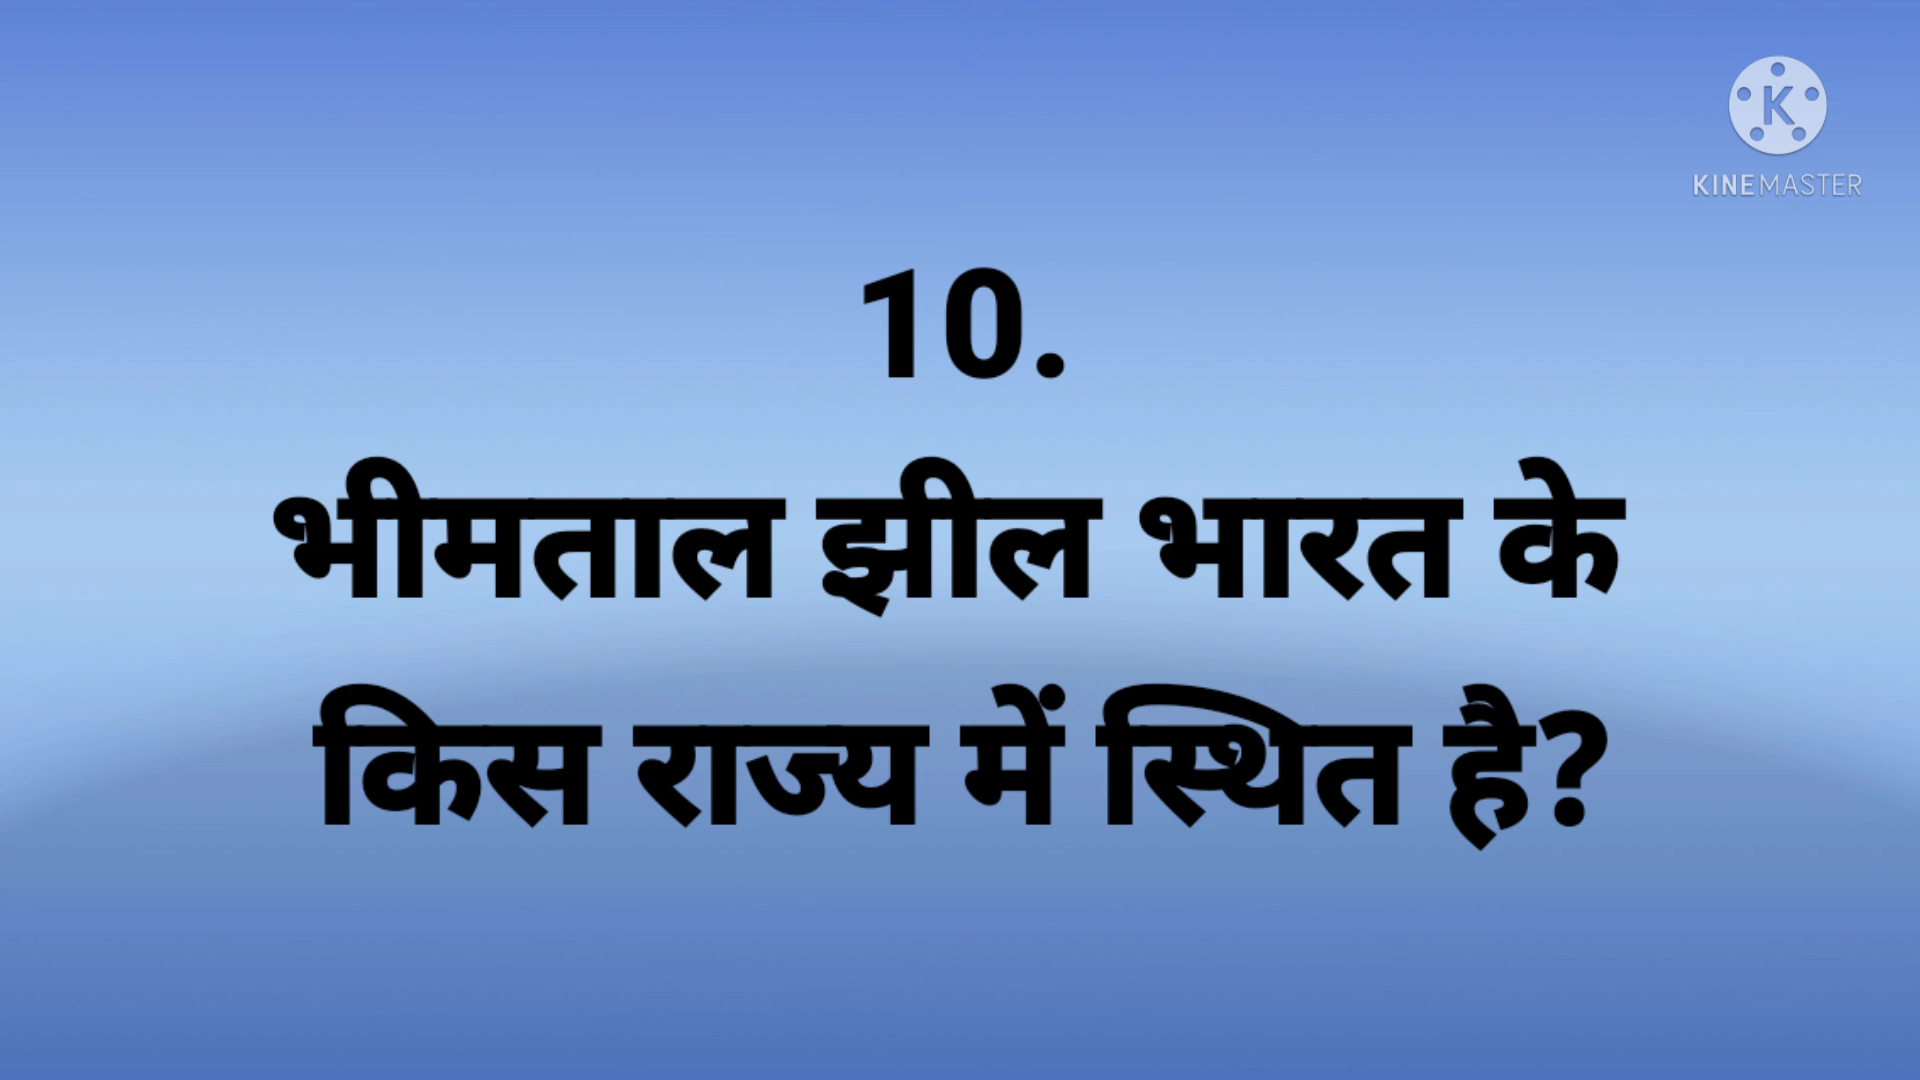 KINEMASTER
10.
भीमताल झील भारत के
किस राज्य में स्थित है?